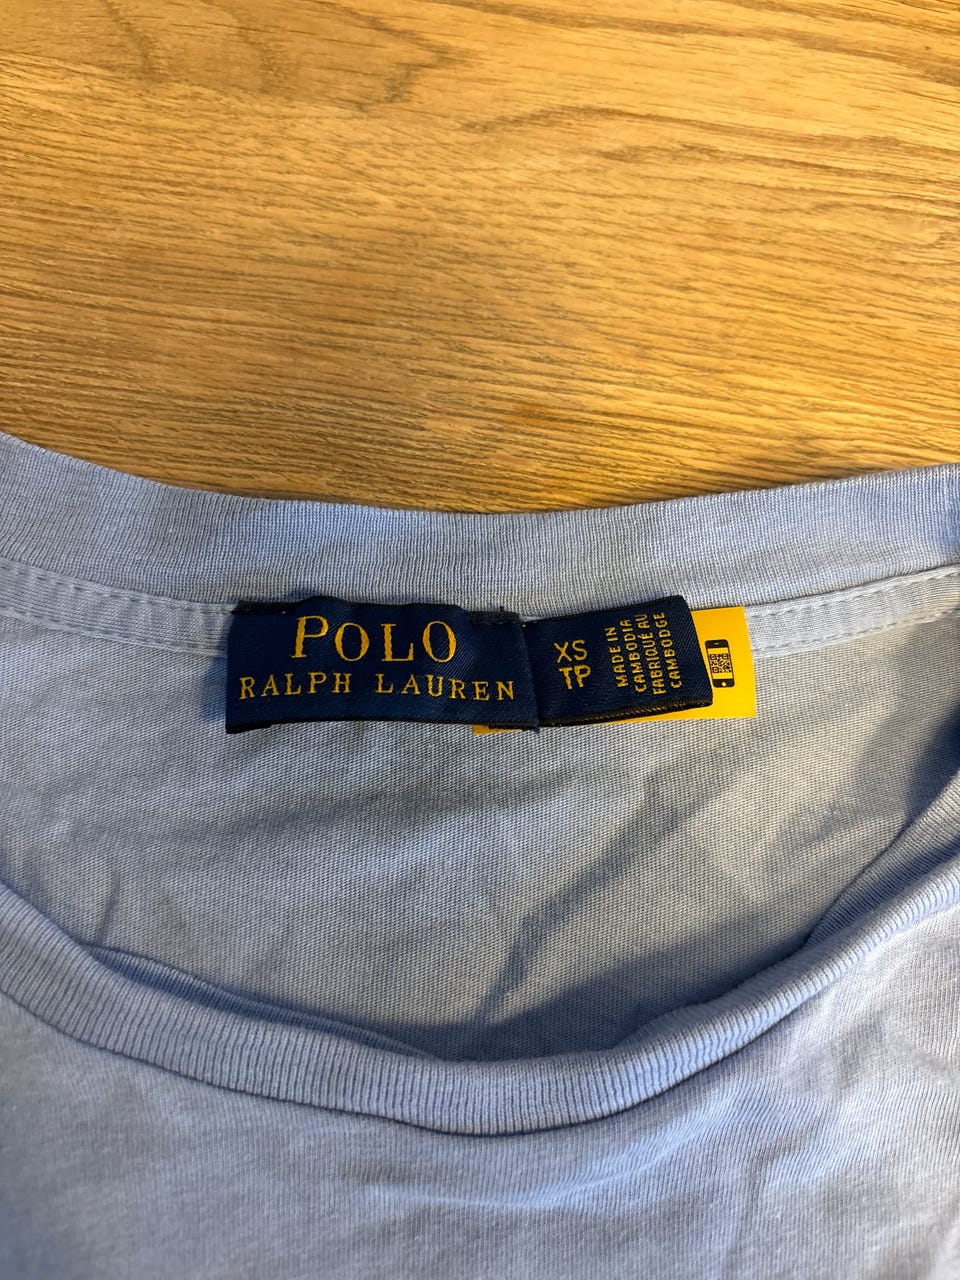 POLO
RALPH LAUREN
XS
TP
MADE IN
CAMBODIA
FABRIQUÉ AU
CAMBODGE